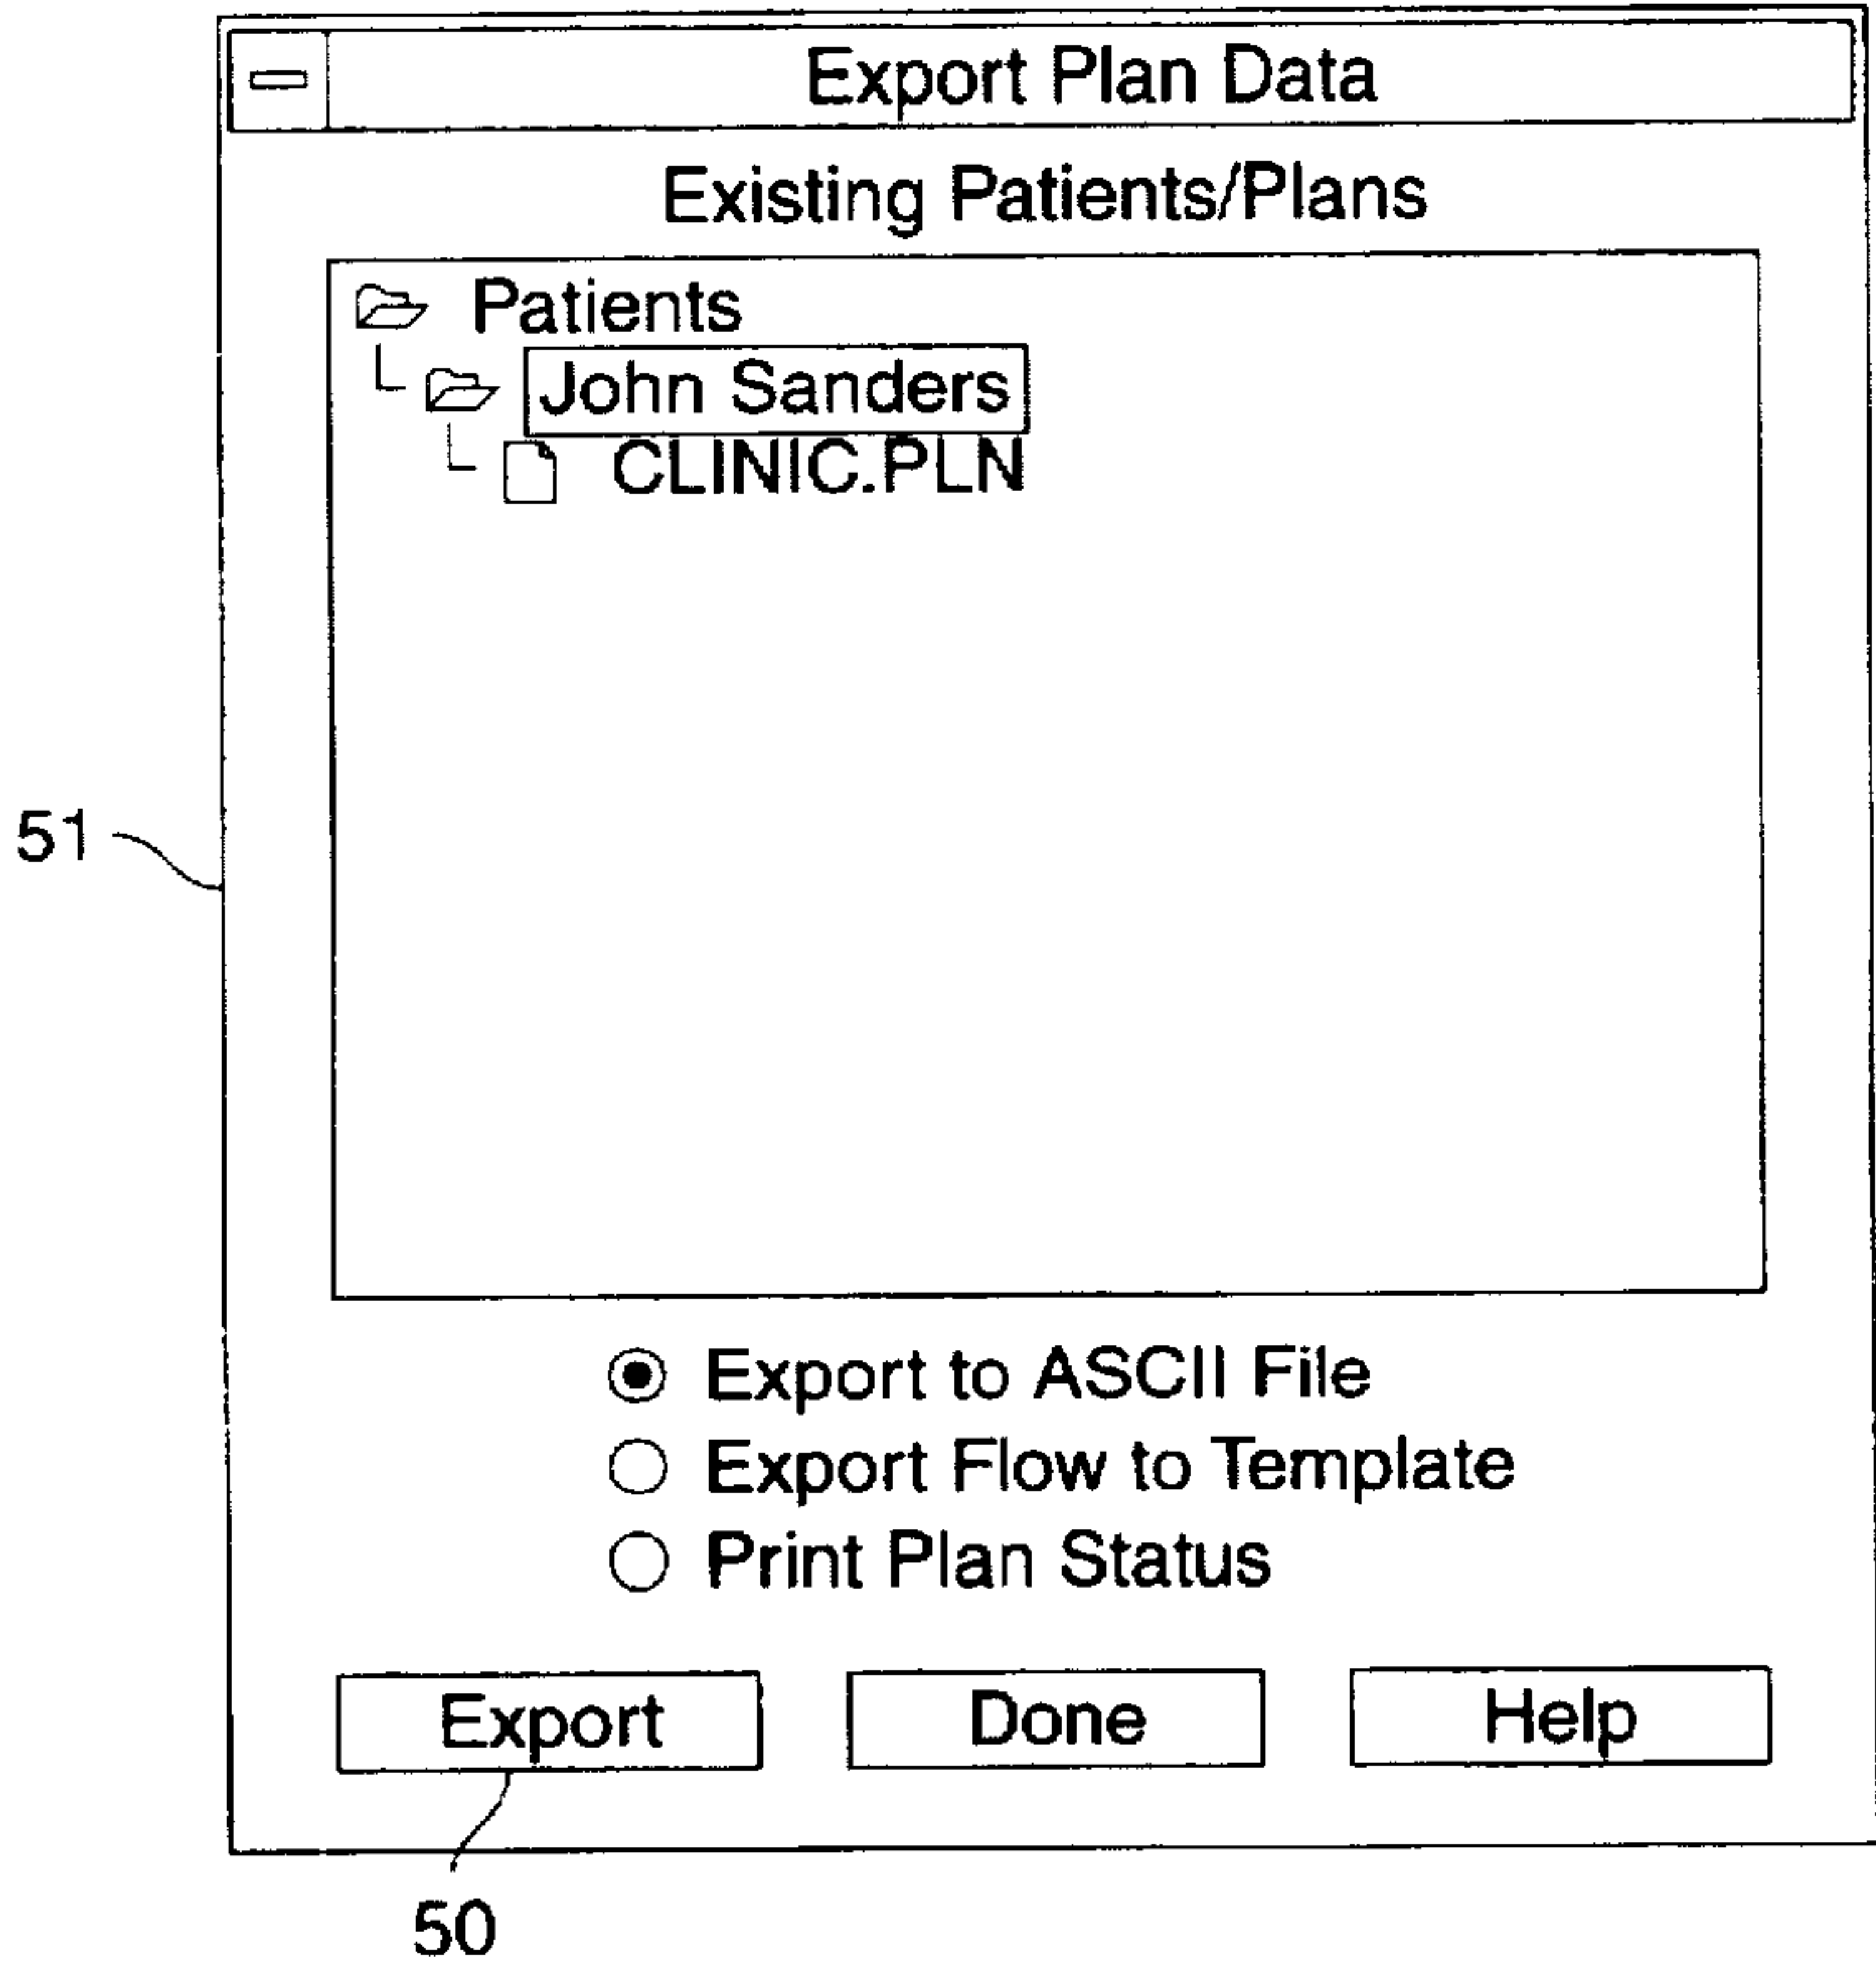 Export Plan Data
Existing Patients/Plans
Patients
John Sanders
CLINIC.PLN
51
Export to ASCII File
Export Flow to Template
Print Plan Status
Export
Done
Help
50